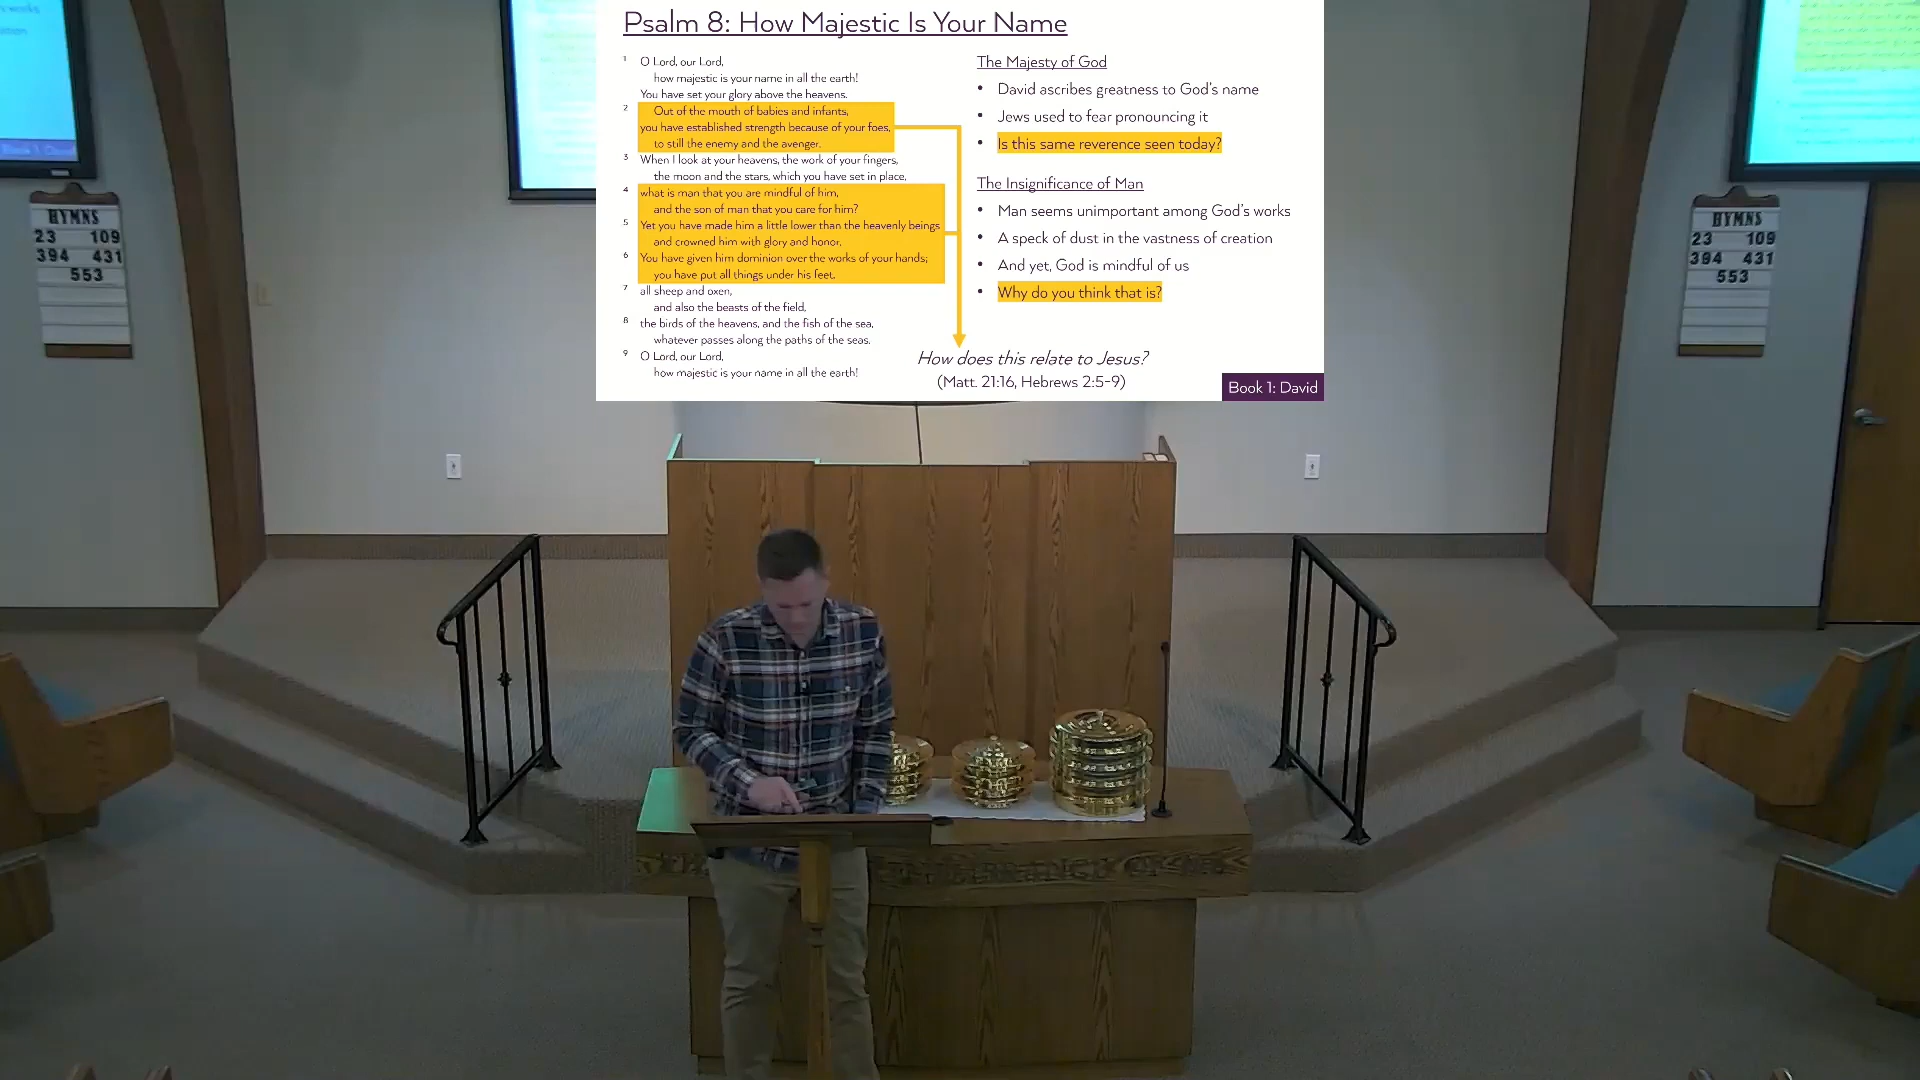 Psalm 8: How Majestic Is Your Name
1 O Lord, our Lord,
how majestic is your name in all the earth!
You have set your glory above the heavens.
2 Out of the mouth of babies and infants,
you have established strength because of your foes,
to still the enemy and the avenger.
3 When I look at your heavens, the work of your fingers,
the moon and the stars, which you have set in place,
4 what is man that you are mindful of him,
and the son of man that you care for him?
5 Yet you have made him a little lower than the heavenly beings
and crowned him with glory and honor.
6 You have given him dominion over the works of your hands;
you have put all things under his feet,
7 all sheep and oxen,
and also the beasts of the field,
8 the birds of the heavens, and the fish of the sea,
whatever passes along the paths of the seas.
9 O Lord, our Lord,
how majestic is your name in all the earth!
The Majesty of God
• David ascribes greatness to God's name
• Jews used to fear pronouncing it
• Is this same reverence seen today?
The Insignificance of Man
• Man seems unimportant among God's works
• A speck of dust in the vastness of creation
• And yet, God is mindful of us
• Why do you think that is?
How does this relate to Jesus?
(Matt. 21:16, Hebrews 2:5-9)
Book 1: David
Book 1: David
HYMNS
23 109
394 431
553
HYMNS
23 109
394 431
553